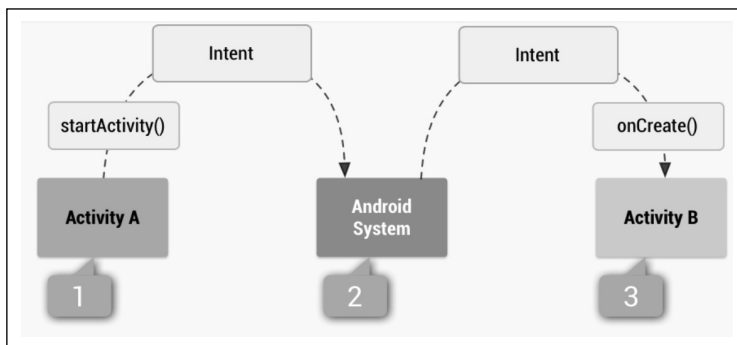 Intent
Intent
startActivity()
onCreate()
Activity A
Android
System
Activity B
1
2
3